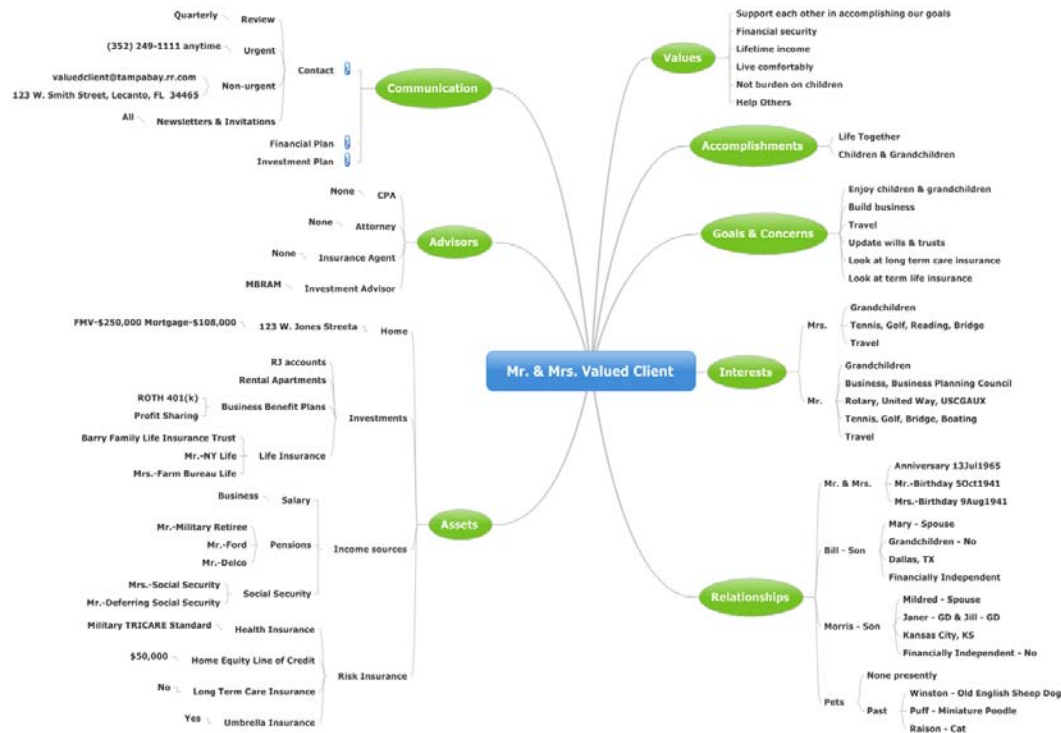 Mr. & Mrs. Valued Client
Communication
Contact
Review
Quarterly
Urgent
(352) 249-1111 anytime
Non-urgent
valuedclient@tampabay.rr.com
123 W. Smith Street, Lecanto, FL 34465
Newsletters & Invitations
All
Financial Plan
Investment Plan
Advisors
CPA
None
Attorney
None
Insurance Agent
None
Investment Advisor
MBRAM
Assets
Home
123 W. Jones Streeta
FMV-$250,000 Mortgage-$108,000
Investments
RJ accounts
Rental Apartments
Business Benefit Plans
ROTH 401(k)
Profit Sharing
Life Insurance
Barry Family Life Insurance Trust
Mr.-NY Life
Mrs.-Farm Bureau Life
Income sources
Salary
Business
Pensions
Mr.-Military Retiree
Mr.-Ford
Mr.-Delco
Social Security
Mrs.-Social Security
Mr.-Deferring Social Security
Risk Insurance
Health Insurance
Military TRICARE Standard
Home Equity Line of Credit
$50,000
Long Term Care Insurance
No
Umbrella Insurance
Yes
Values
Support each other in accomplishing our goals
Financial security
Lifetime income
Live comfortably
Not burden on children
Help Others
Accomplishments
Life Together
Children & Grandchildren
Goals & Concerns
Enjoy children & grandchildren
Build business
Travel
Update wills & trusts
Look at long term care insurance
Look at term life insurance
Interests
Mrs.
Grandchildren
Tennis, Golf, Reading, Bridge
Travel
Mr.
Grandchildren
Business, Business Planning Council
Rotary, United Way, USCGAUX
Tennis, Golf, Bridge, Boating
Travel
Relationships
Mr. & Mrs.
Anniversary 13Jul1965
Mr.-Birthday 5Oct1941
Mrs.-Birthday 9Aug1941
Bill - Son
Mary - Spouse
Grandchildren - No
Dallas, TX
Financially Independent
Morris - Son
Mildred - Spouse
Janer - GD & Jill - GD
Kansas City, KS
Financially Independent - No
Pets
None presently
Past
Winston - Old English Sheep Dog
Puff - Miniature Poodle
Raison - Cat